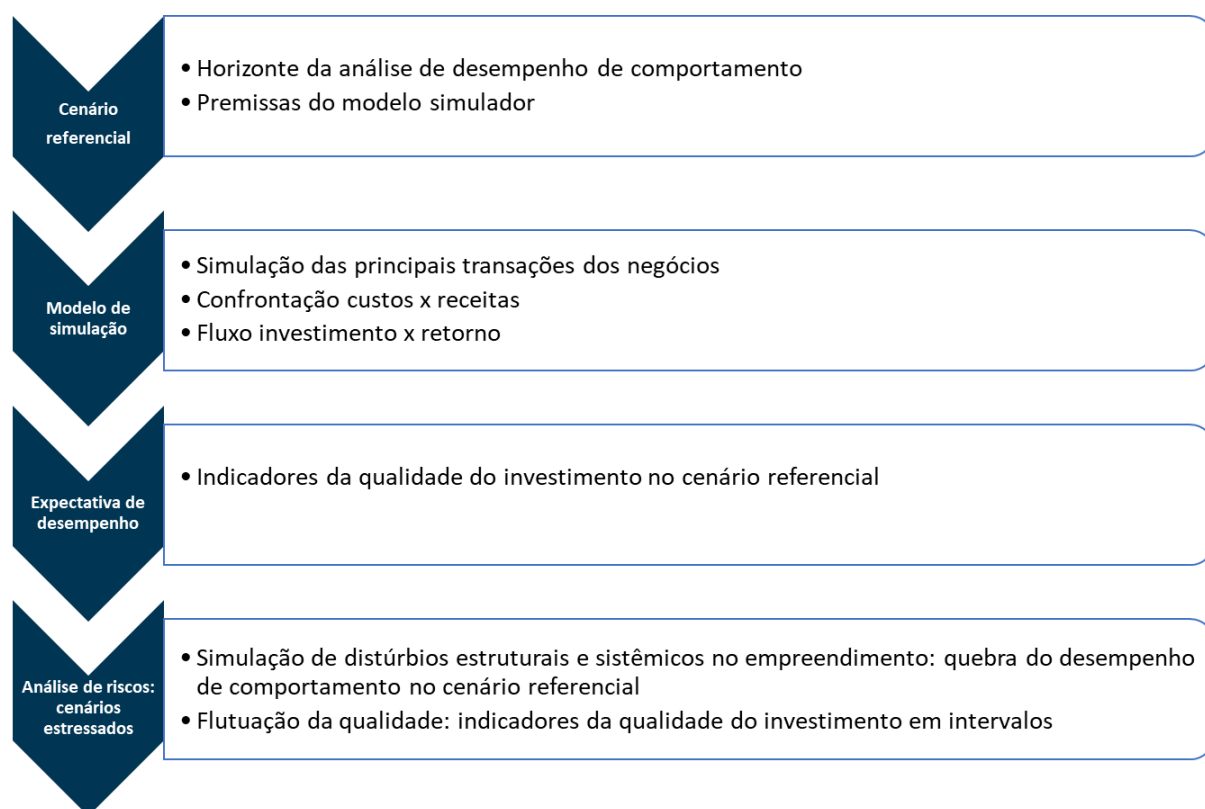 Cenário
referencial
• Horizonte da análise de desempenho de comportamento
• Premissas do modelo simulador
Modelo de
simulação
• Simulação das principais transações dos negócios
• Confrontação custos x receitas
• Fluxo investimento x retorno
Expectativa de
desempenho
• Indicadores da qualidade do investimento no cenário referencial
Análise de riscos:
cenários
estressados
• Simulação de distúrbios estruturais e sistêmicos no empreendimento: quebra do desempenho
de comportamento no cenário referencial
• Flutuação da qualidade: indicadores da qualidade do investimento em intervalos